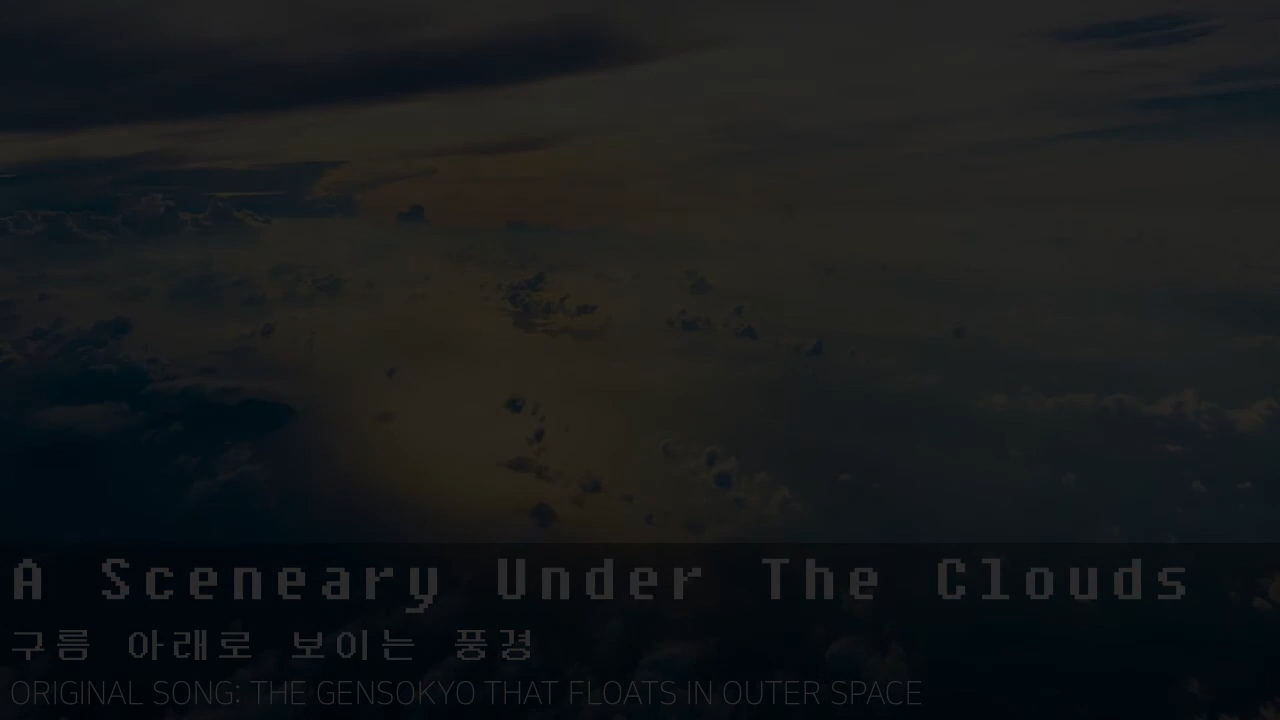 A Sceneary Under The Clouds
구름 아래로 보이는 풍경
ORIGINAL SONG: THE GENSOKYO THAT FLOATS IN OUTER SPACE